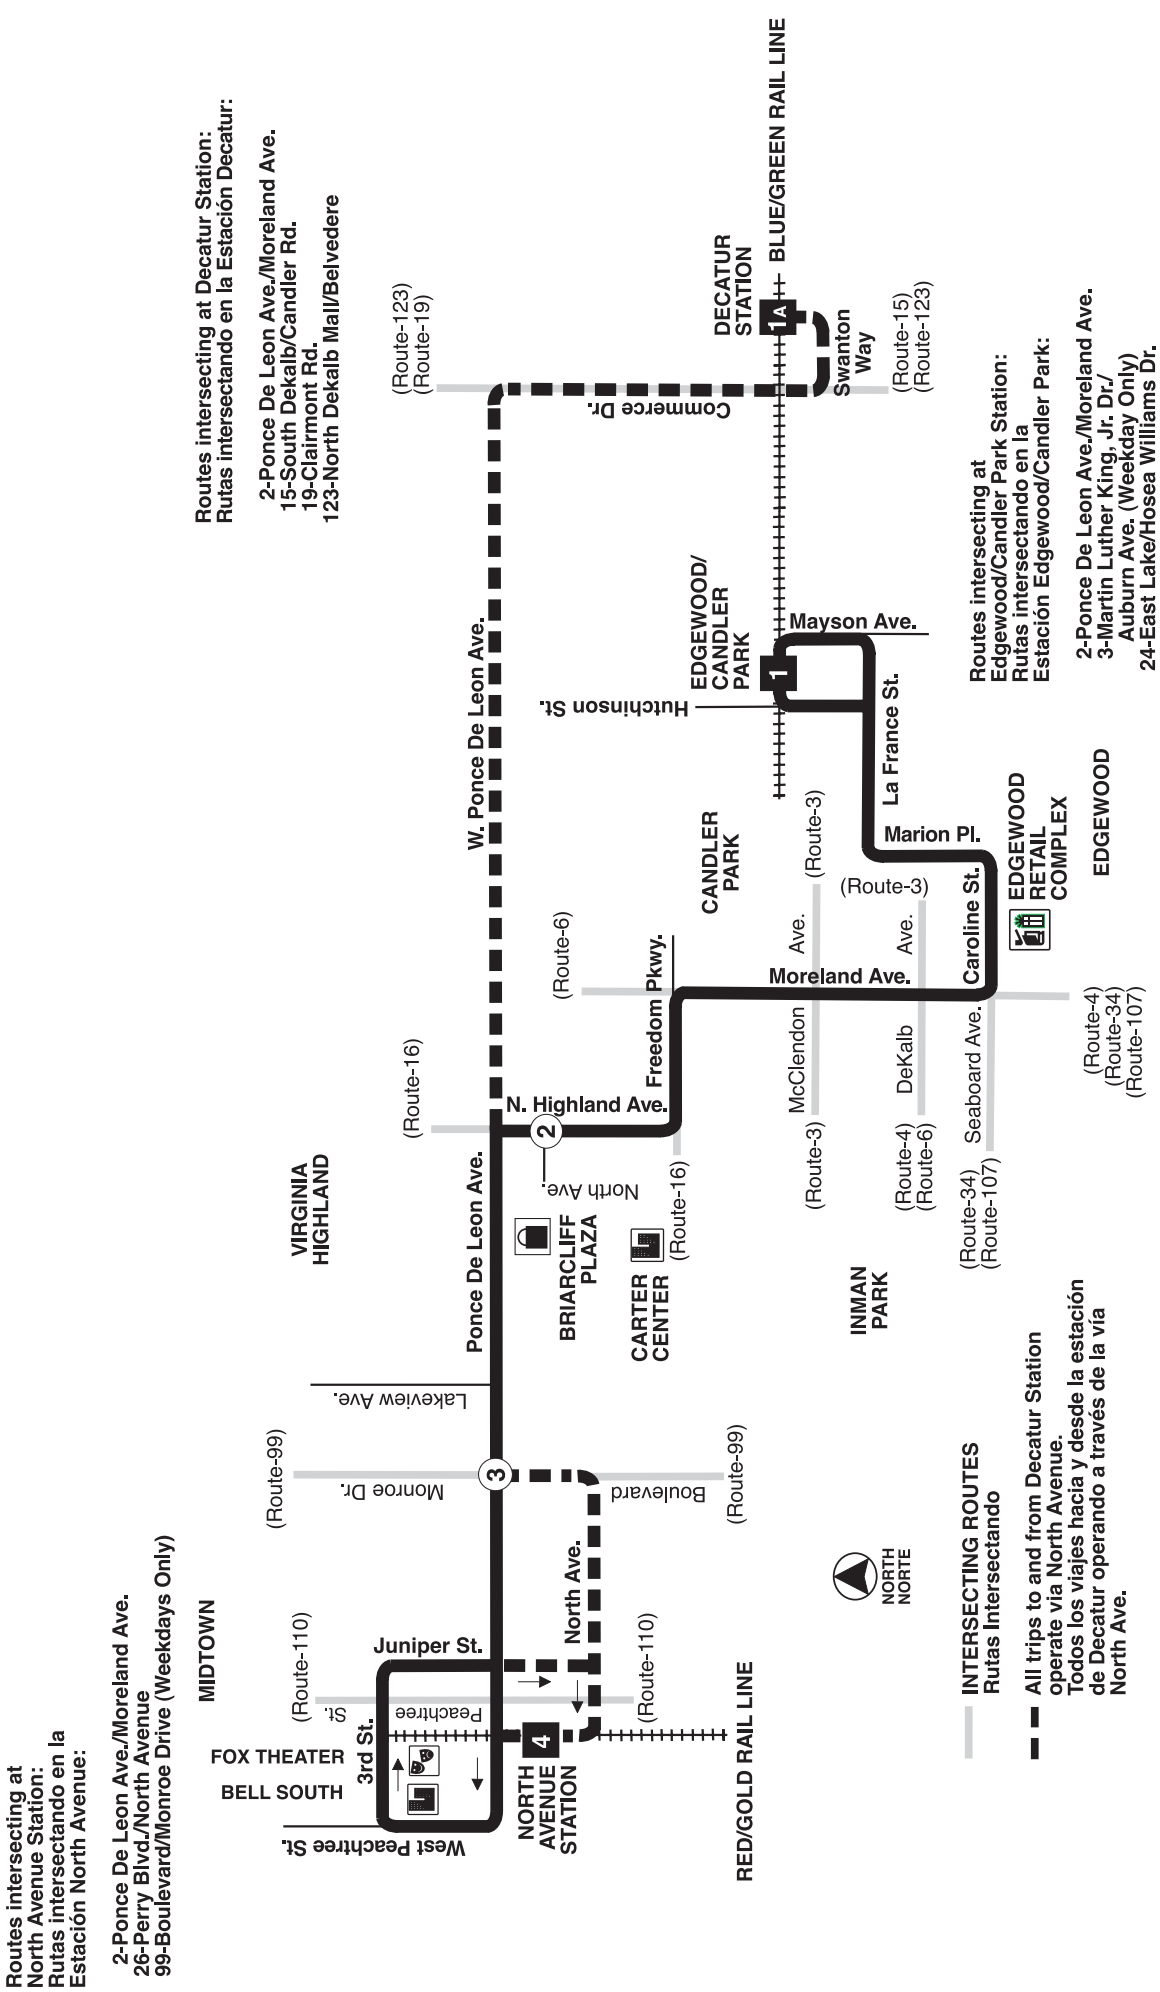 Routes intersecting at
North Avenue Station:
Rutas intersectando en la
Estación North Avenue:
2-Ponce De Leon Ave./Moreland Ave.
26-Perry Blvd./North Avenue
99-Boulevard/Monroe Drive (Weekdays Only)
MIDTOWN
Routes intersecting at Decatur Station:
Rutas intersectando en la Estación Decatur:
2-Ponce De Leon Ave./Moreland Ave.
15-South Dekalb/Candler Rd.
19-Clairmont Rd.
123-North Dekalb Mall/Belvedere
FOX THEATER
BELL SOUTH
West Peachtree St.
3rd St.
Peachtree St.
(Route-110)
Juniper St.
(Route-99)
Monroe Dr.
Lakeview Ave.
VIRGINIA
HIGHLAND
(Route-16)
Ponce De Leon Ave.
W. Ponce De Leon Ave.
(Route-123)
(Route-19)
Commerce Dr.
3
NORTH
AVENUE
STATION
4
North Ave.
(Route-110)
Boulevard
(Route-99)
RED/GOLD RAIL LINE
BRIARCLIFF
PLAZA
CARTER
CENTER
North Ave.
2
N. Highland Ave.
(Route-16)
Freedom Pkwy.
(Route-6)
CANDLER
PARK
Hutchinson St.
EDGEWOOD/
CANDLER
PARK
1
Mayson Ave.
DECATUR
STATION
1A
BLUE/GREEN RAIL LINE
Swanton
Way
(Route-15)
(Route-123)
Moreland Ave.
(Route-3)
McClendon Ave.
(Route-3)
(Route-4)
(Route-6)
DeKalb Ave.
(Route-3)
La France St.
Marion Pl.
INMAN
PARK
(Route-34)
(Route-107)
Seaboard Ave.
Caroline St.
EDGEWOOD
RETAIL
COMPLEX
EDGEWOOD
(Route-4)
(Route-34)
(Route-107)
Routes intersecting at
Edgewood/Candler Park Station:
Rutas intersectando en la
Estación Edgewood/Candler Park:
2-Ponce De Leon Ave./Moreland Ave.
3-Martin Luther King, Jr. Dr./
Auburn Ave. (Weekday Only)
24-East Lake/Hosea Williams Dr.
NORTH
NORTE
INTERSECTING ROUTES
Rutas Intersectando
All trips to and from Decatur Station
operate via North Avenue.
Todos los viajes hacia y desde la estación
de Decatur operando a través de la vía
North Ave.